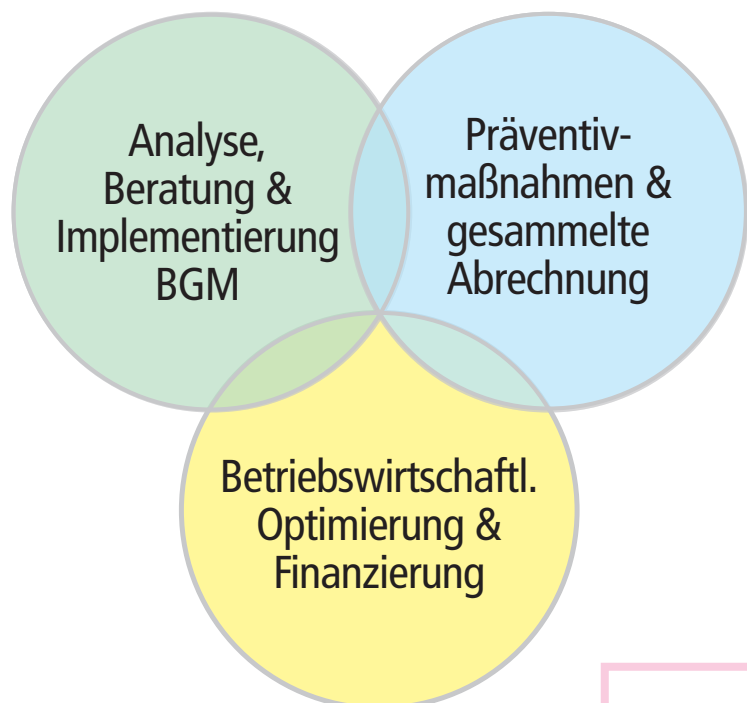 Analyse,
Beratung &
Implementierung
BGM
Präventiv-
maßnahmen &
gesammelte
Abrechnung
Betriebswirtschaftl.
Optimierung &
Finanzierung